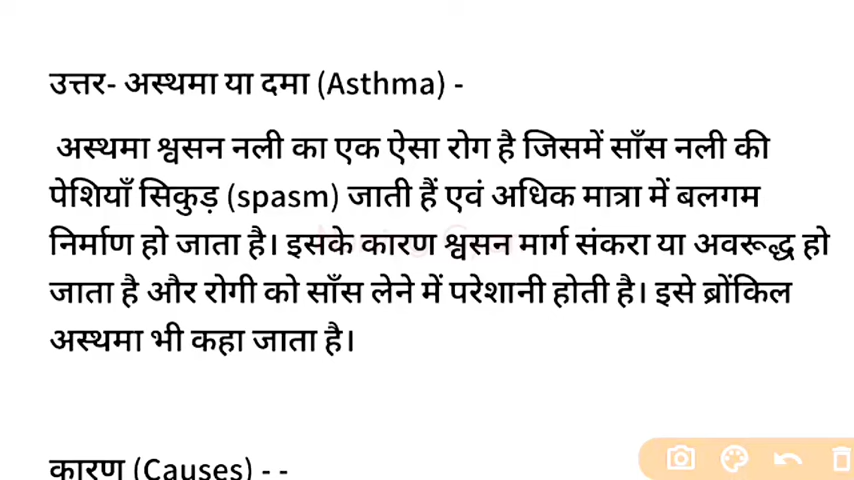 उत्तर- अस्थमा या दमा (Asthma) -
अस्थमा श्वसन नली का एक ऐसा रोग है जिसमें साँस नली की
पेशियाँ सिकुड़ (spasm) जाती हैं एवं अधिक मात्रा में बलगम
निर्माण हो जाता है। इसके कारण श्वसन मार्ग संकरा या अवरूद्ध हो
जाता है और रोगी को साँस लेने में परेशानी होती है। इसे ब्रोंकिल
अस्थमा भी कहा जाता है।
कारण (Causes) - -